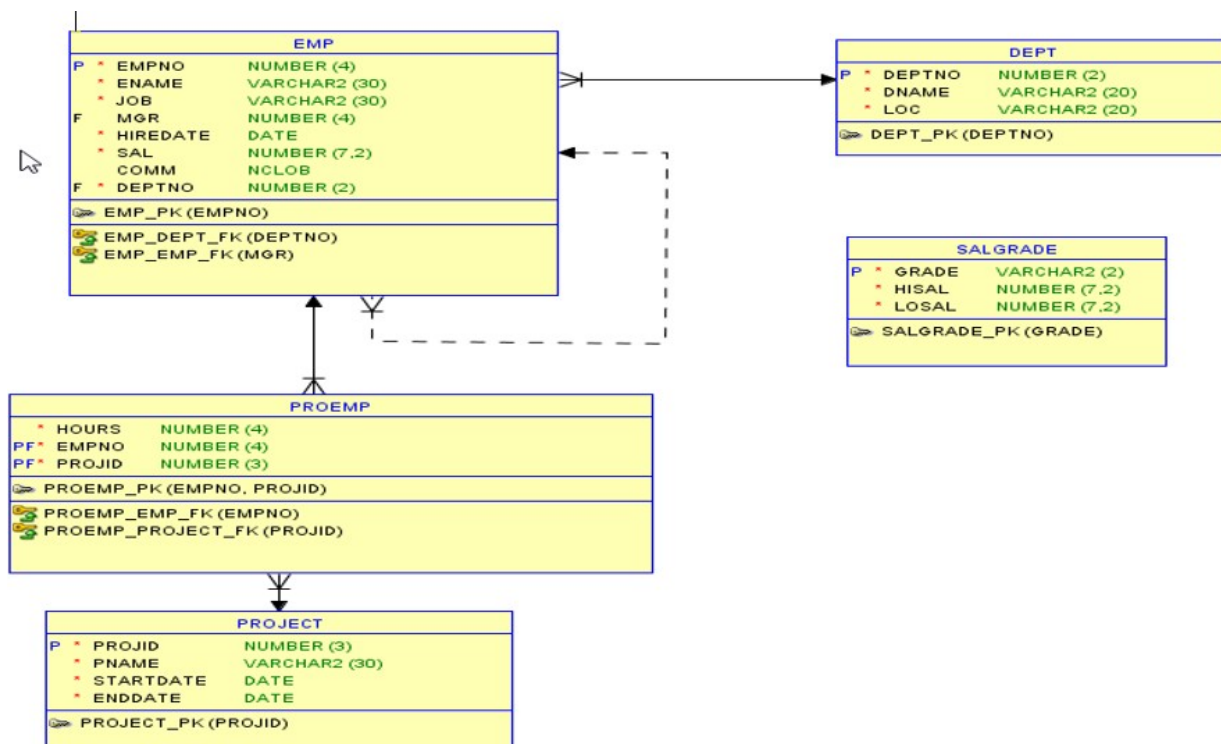 EMP
P * EMPNO NUMBER (4)
* ENAME VARCHAR2 (30)
* JOB VARCHAR2 (30)
F MGR NUMBER (4)
* HIREDATE DATE
* SAL NUMBER (7,2)
COMM NCLOB
F * DEPTNO NUMBER (2)
EMP_PK (EMPNO)
EMP_DEPT_FK (DEPTNO)
EMP_EMP_FK (MGR)
DEPT
P * DEPTNO NUMBER (2)
* DNAME VARCHAR2 (20)
* LOC VARCHAR2 (20)
DEPT_PK (DEPTNO)
SALGRADE
P * GRADE VARCHAR2 (2)
* HISAL NUMBER (7,2)
* LOSAL NUMBER (7,2)
SALGRADE_PK (GRADE)
PROEMP
* HOURS NUMBER (4)
PF* EMPNO NUMBER (4)
PF* PROJID NUMBER (3)
PROEMP_PK (EMPNO, PROJID)
PROEMP_EMP_FK (EMPNO)
PROEMP_PROJECT_FK (PROJID)
PROJECT
P * PROJID NUMBER (3)
* PNAME VARCHAR2 (30)
* STARTDATE DATE
* ENDDATE DATE
PROJECT_PK (PROJID)